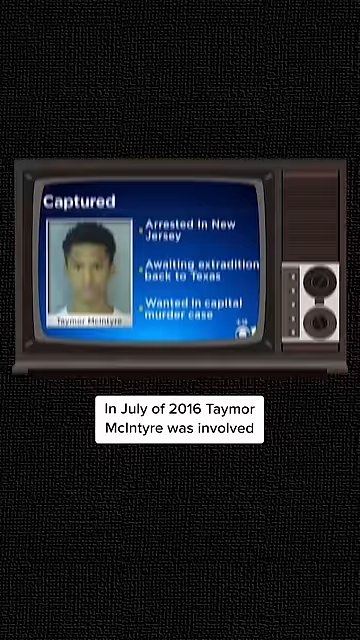 Captured
Arrested in New
Jersey
Awaiting extradition
back to Texas
Wanted in capital
murder case
Taymor McIntyre
In July of 2016 Taymor
McIntyre was involved